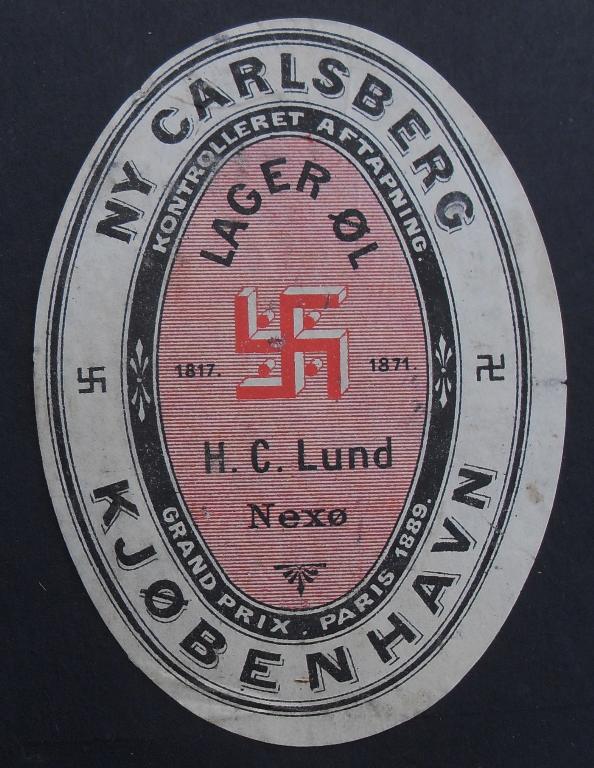 NY CARLSBERG
KONTROLLERET AFTAPNING.
LAGER ØL
1817. 1871.
H. C. Lund
Nexø
GRAND PRIX. PARIS 1889.
KJØBENHAVN